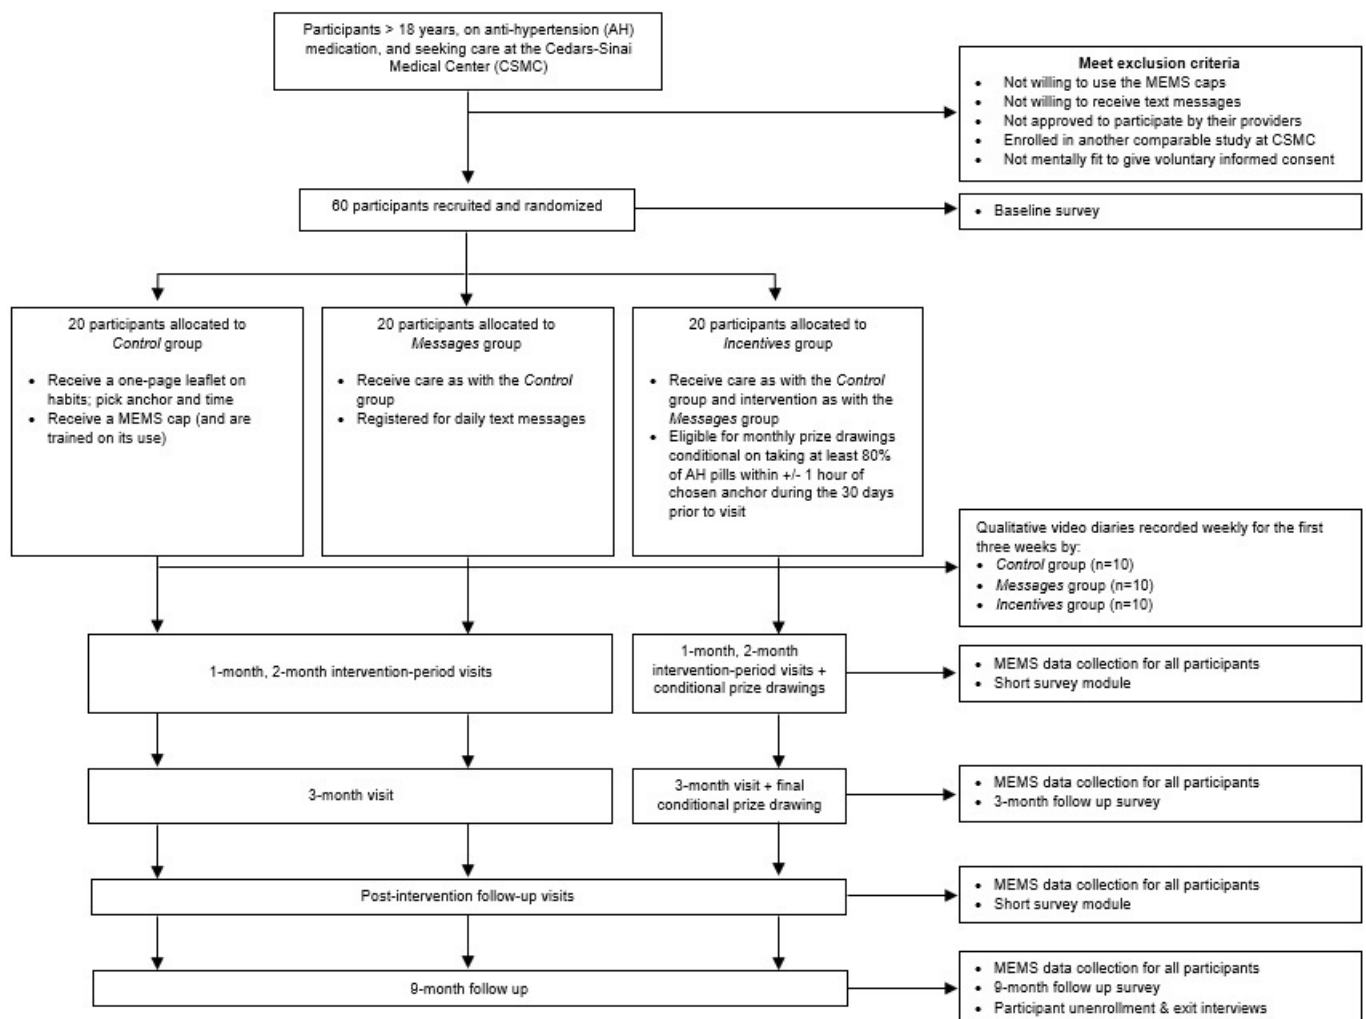 Participants > 18 years, on anti-hypertension (AH)
medication, and seeking care at the Cedars-Sinai
Medical Center (CSMC)
Meet exclusion criteria
• Not willing to use the MEMS caps
• Not willing to receive text messages
• Not approved to participate by their providers
• Enrolled in another comparable study at CSMC
• Not mentally fit to give voluntary informed consent
60 participants recruited and randomized
• Baseline survey
20 participants allocated to
Control group
• Receive a one-page leaflet on
habits; pick anchor and time
• Receive a MEMS cap (and are
trained on its use)
20 participants allocated to
Messages group
• Receive care as with the Control
group
• Registered for daily text messages
20 participants allocated to
Incentives group
• Receive care as with the Control
group and intervention as with the
Messages group
• Eligible for monthly prize drawings
conditional on taking at least 80%
of AH pills within +/- 1 hour of
chosen anchor during the 30 days
prior to visit
Qualitative video diaries recorded weekly for the first
three weeks by:
• Control group (n=10)
• Messages group (n=10)
• Incentives group (n=10)
1-month, 2-month intervention-period visits
1-month, 2-month
intervention-period visits +
conditional prize drawings
• MEMS data collection for all participants
• Short survey module
3-month visit
3-month visit + final
conditional prize drawing
• MEMS data collection for all participants
• 3-month follow up survey
Post-intervention follow-up visits
• MEMS data collection for all participants
• Short survey module
9-month follow up
• MEMS data collection for all participants
• 9-month follow up survey
• Participant unenrollment & exit interviews